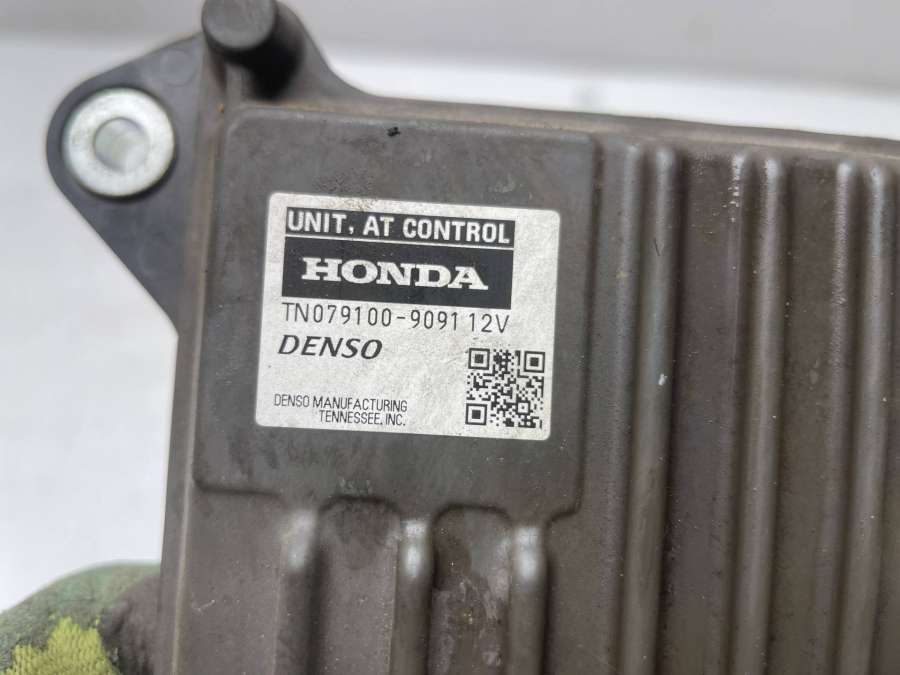 UNIT, AT CONTROL
HONDA
TN079100-9091 12V
DENSO
DENSO MANUFACTURING
TENNESSEE, INC.